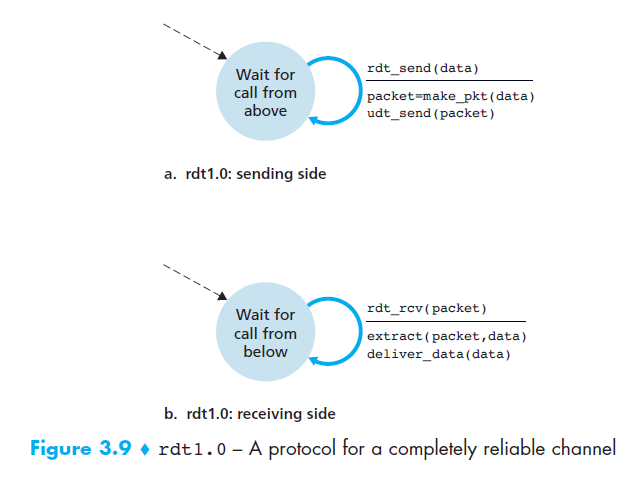 Wait for
call from
above
rdt_send(data)
packet=make_pkt(data)
udt_send(packet)
a. rdt1.0: sending side
Wait for
call from
below
rdt_rcv(packet)
extract(packet,data)
deliver_data(data)
b. rdt1.0: receiving side
Figure 3.9 ♦ rdt1.0 – A protocol for a completely reliable channel